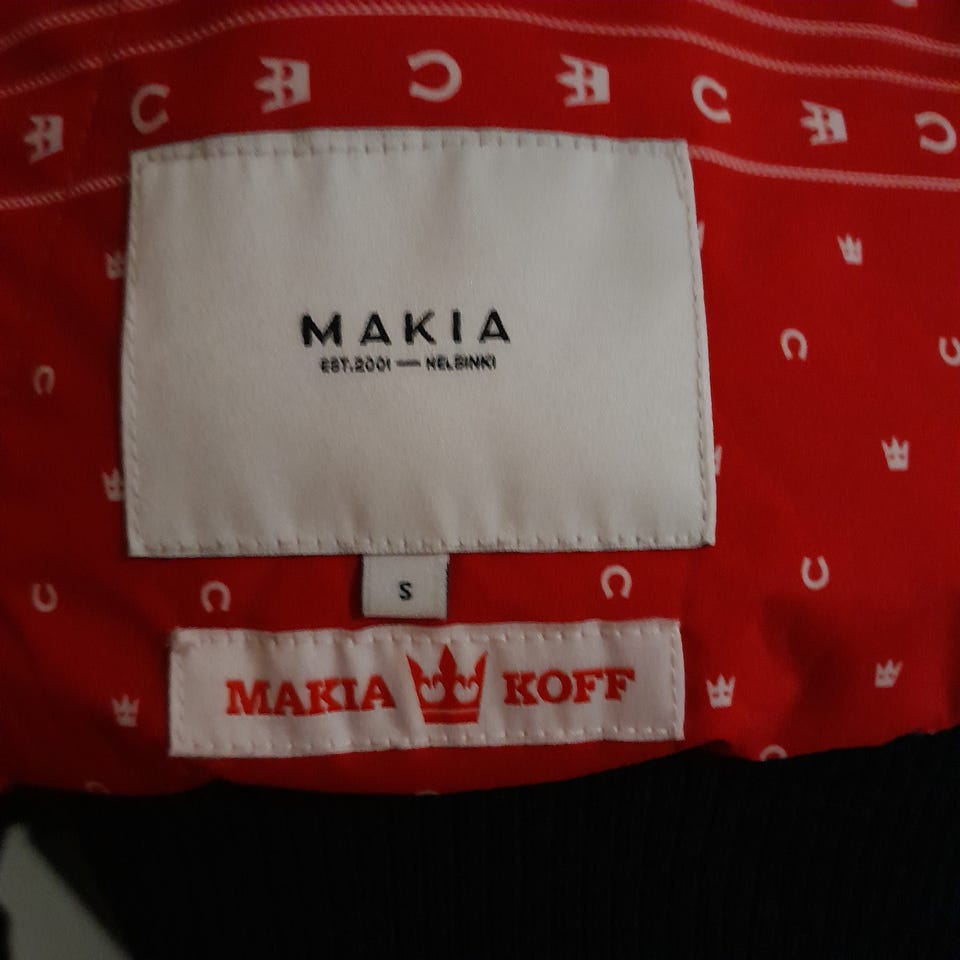 MAKIA
EST.2001 — HELSINKI
S
MAKIA KOFF